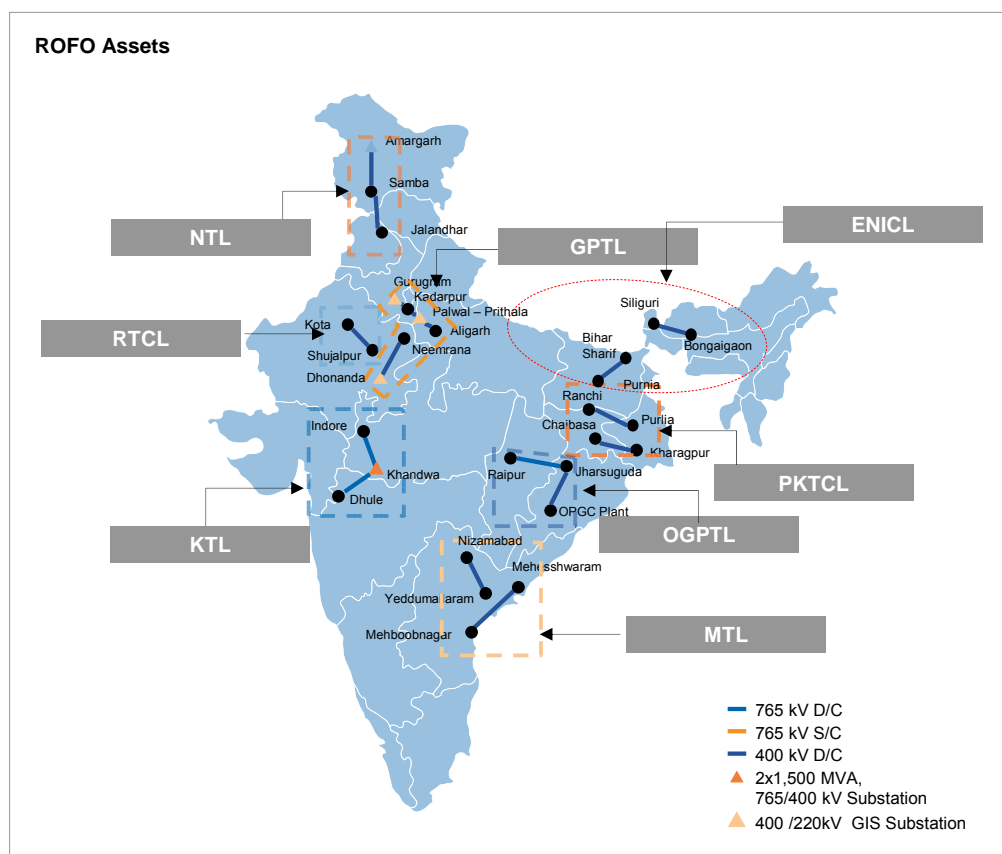 ROFO Assets
Amargarh
Samba
NTL
Jalandhar
GPTL
ENICL
Gurugram
Kadarpur
Palwal – Prithala
Siliguri
RTCL
Kota
Aligarh
Bihar
Sharif
Bongaigaon
Shujalpur
Neemrana
Dhonanda
Purnia
Ranchi
Indore
Chaibasa
Purlia
Kharagpur
Khandwa
Raipur
Jharsuguda
PKTCL
Dhule
OPGC Plant
OGPTL
KTL
Nizamabad
Mehesshwaram
Yeddumailaram
Mehboobnagar
MTL
765 kV D/C
765 kV S/C
400 kV D/C
2x1,500 MVA,
765/400 kV Substation
400 /220kV GIS Substation